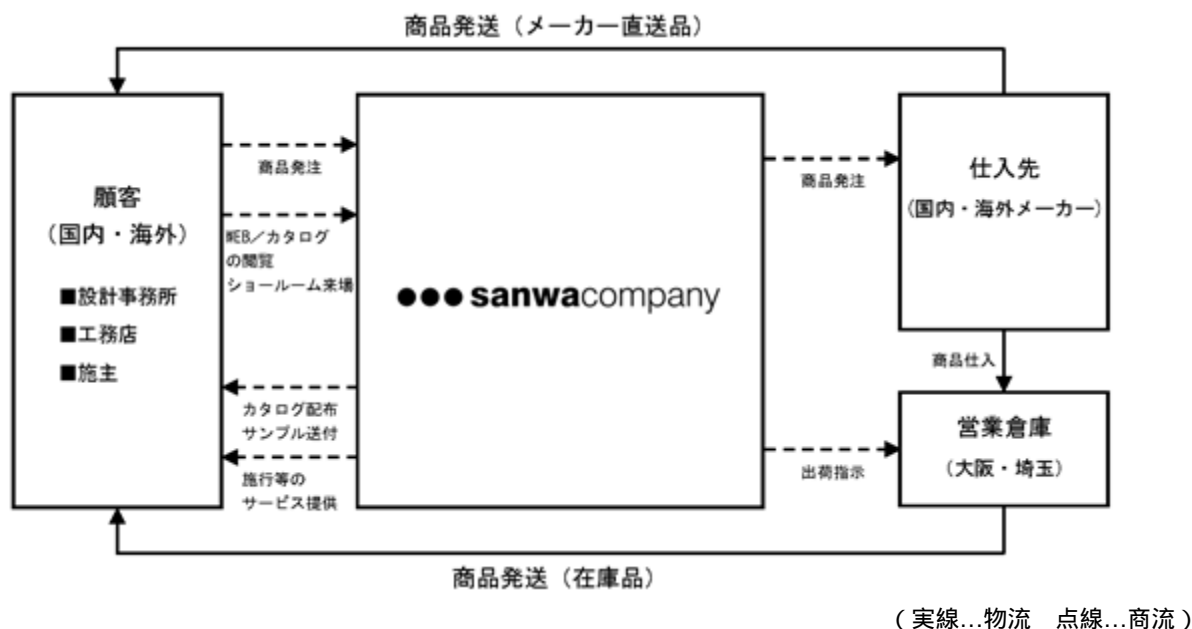 商品発送（メーカー直送品）
顧客
（国内・海外）
■設計事務所
■工務店
■施主
商品発注
WEB／カタログ
の閲覧
ショールーム来場
カタログ配布
サンプル送付
施行等の
サービス提供
●●● sanwacompany
商品発注
出荷指示
仕入先
（国内・海外メーカー）
商品仕入
営業倉庫
（大阪・埼玉）
商品発送（在庫品）
（実線…物流　点線…商流）